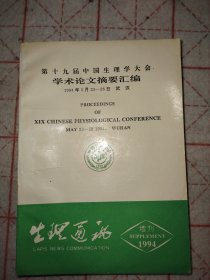 第十九届中国生理学大会
学术论文摘要汇编
1994年5月23-28日 武汉
PROCEEDINGS
OF
XIX CHINESE PHYSIOLOGICAL CONFERENCE
MAY 23-28 1994, WUHAN
生理通讯
CAPS NEWS COMMUNICATION
增刊
SUPPLEMENT
1994